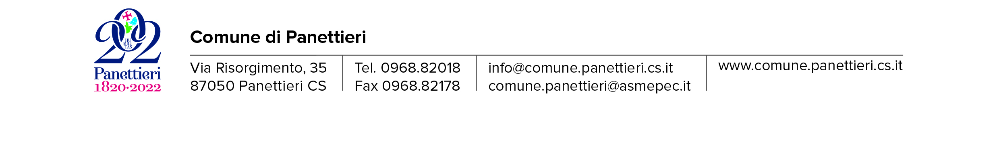 202
HU
MILI
TAS
Panettieri
1820·2022
Comune di Panettieri
Via Risorgimento, 35
87050 Panettieri CS
Tel. 0968.82018
Fax 0968.82178
info@comune.panettieri.cs.it
comune.panettieri@asmepec.it
www.comune.panettieri.cs.it